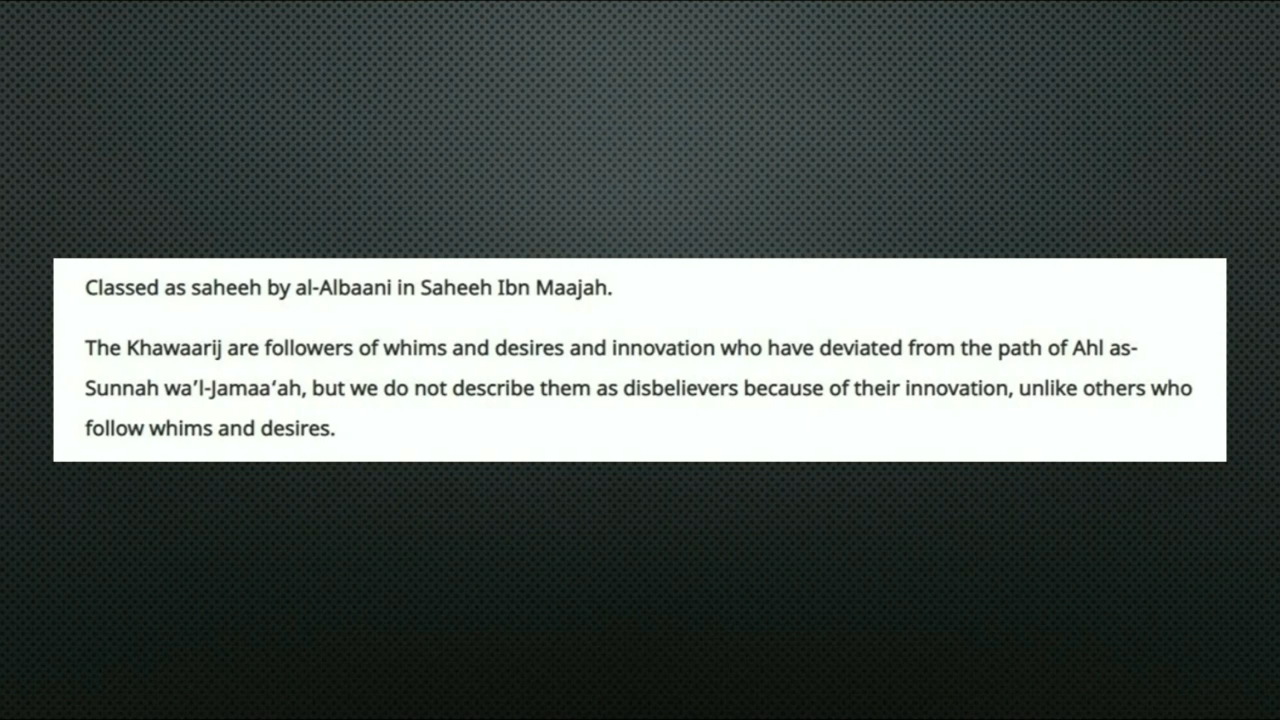 Classed as saheeh by al-Albaani in Saheeh Ibn Maajah.
The Khawaarij are followers of whims and desires and innovation who have deviated from the path of Ahl as-
Sunnah wa’l-Jamaa‘ah, but we do not describe them as disbelievers because of their innovation, unlike others who
follow whims and desires.